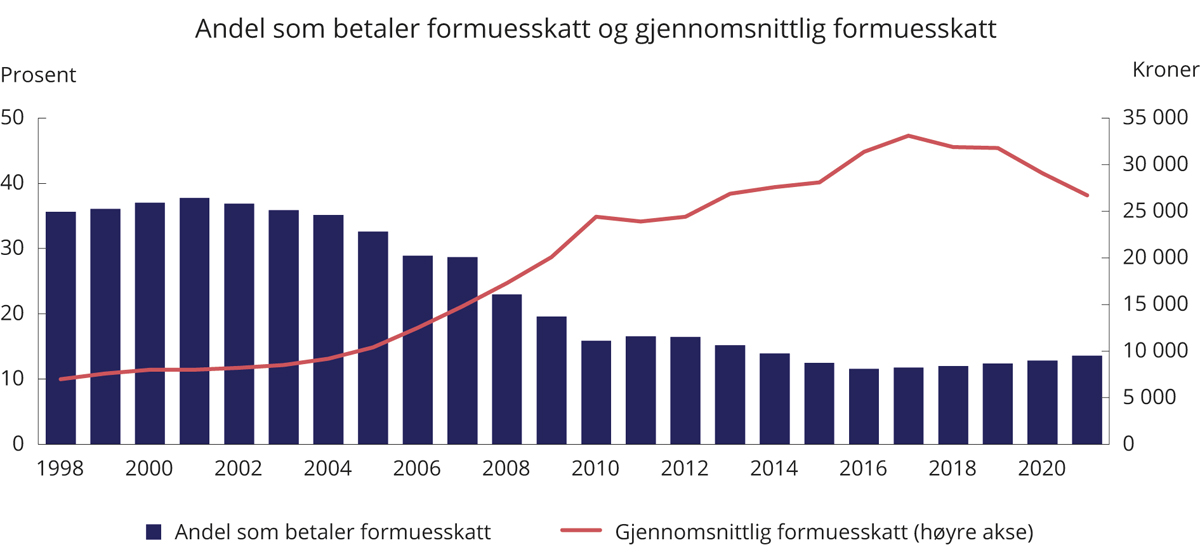 Andel som betaler formuesskatt og gjennomsnittlig formuesskatt
Prosent
Kroner
50
40
30
20
10
0
35 000
30 000
25 000
20 000
15 000
10 000
5 000
0
1998 2000 2002 2004 2006 2008 2010 2012 2014 2016 2018 2020
Andel som betaler formuesskatt
Gjennomsnittlig formuesskatt (høyre akse)